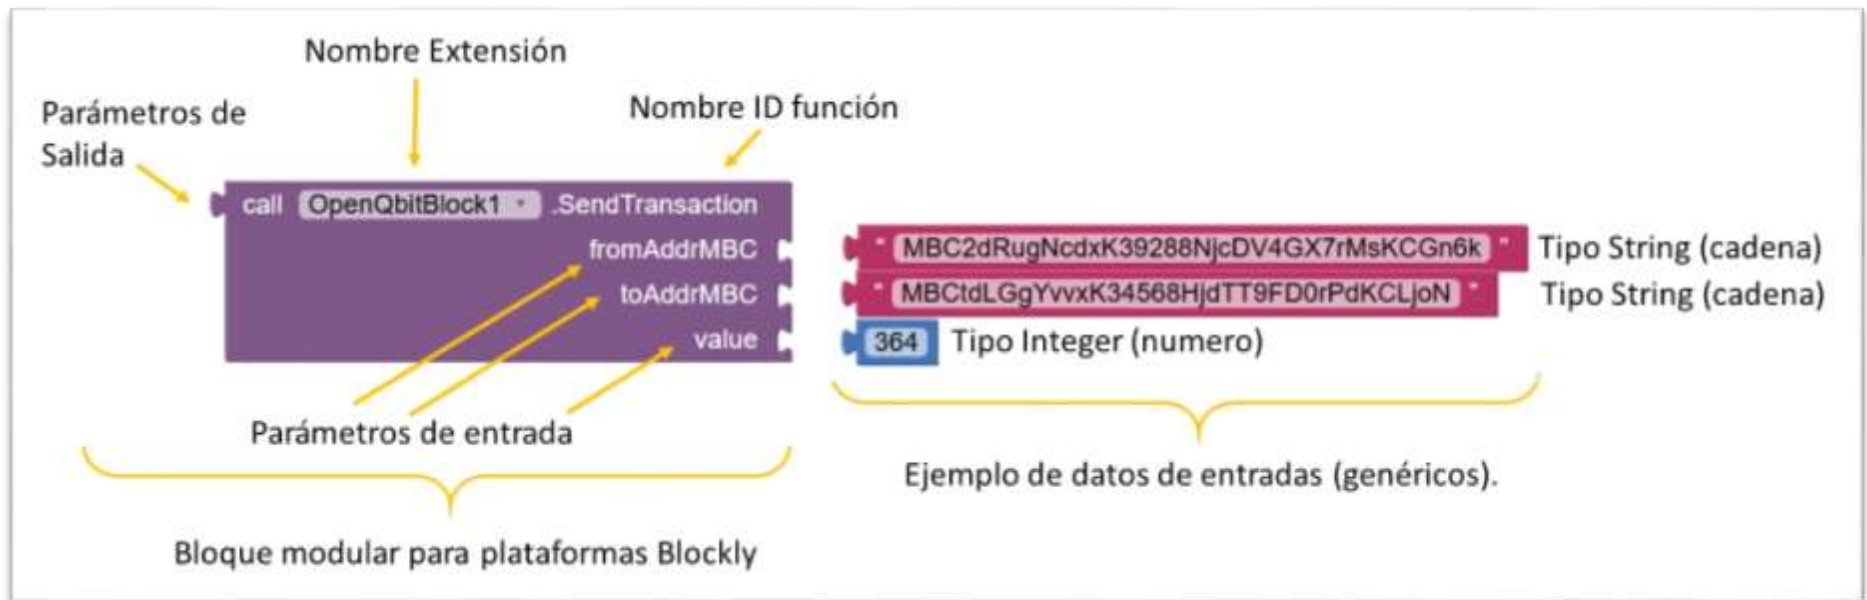 Nombre Extensión
Parámetros de
Salida
Nombre ID función
call OpenQbitBlock1 .SendTransaction
fromAddrMBC
" MBC2dRugNcdxK39288NjcDV4GX7rMsKCGn6k " Tipo String (cadena)
toAddrMBC
" MBCtdLGgYvvxK34568HjdTT9FD0rPdKCLjoN " Tipo String (cadena)
value
364 Tipo Integer (numero)
Parámetros de entrada
Ejemplo de datos de entradas (genéricos).
Bloque modular para plataformas Blockly